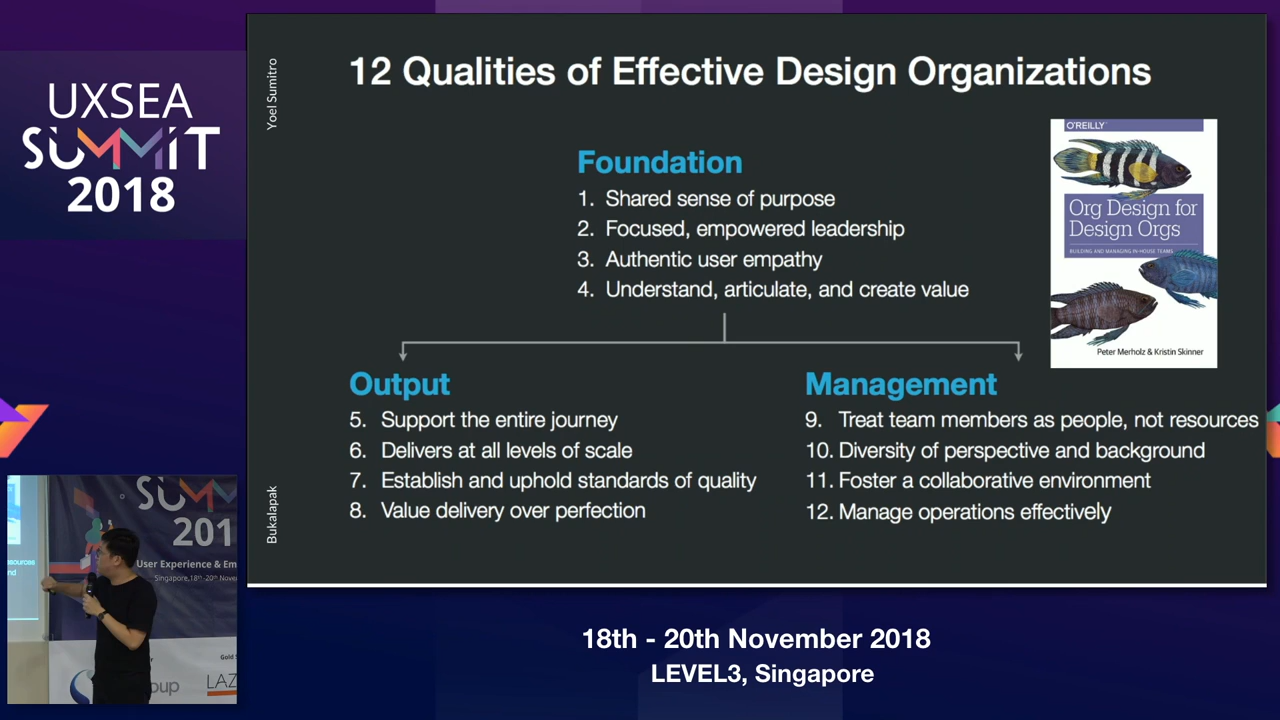 UXSEA
SUMMIT
2018
Yoel Sumitro
Bukalapak
12 Qualities of Effective Design Organizations
Foundation
1. Shared sense of purpose
2. Focused, empowered leadership
3. Authentic user empathy
4. Understand, articulate, and create value
O'REILLY
Org Design for
Design Orgs
BUILDING AND MANAGING IN-HOUSE TEAMS
Peter Merholz & Kristin Skinner
Output
5. Support the entire journey
6. Delivers at all levels of scale
7. Establish and uphold standards of quality
8. Value delivery over perfection
Management
9. Treat team members as people, not resources
10. Diversity of perspective and background
11. Foster a collaborative environment
12. Manage operations effectively
SUMM
201
User Experience & Em
Singapore,18th -20th Nove
Gold S
oup
LAZ
18th - 20th November 2018
LEVEL3, Singapore